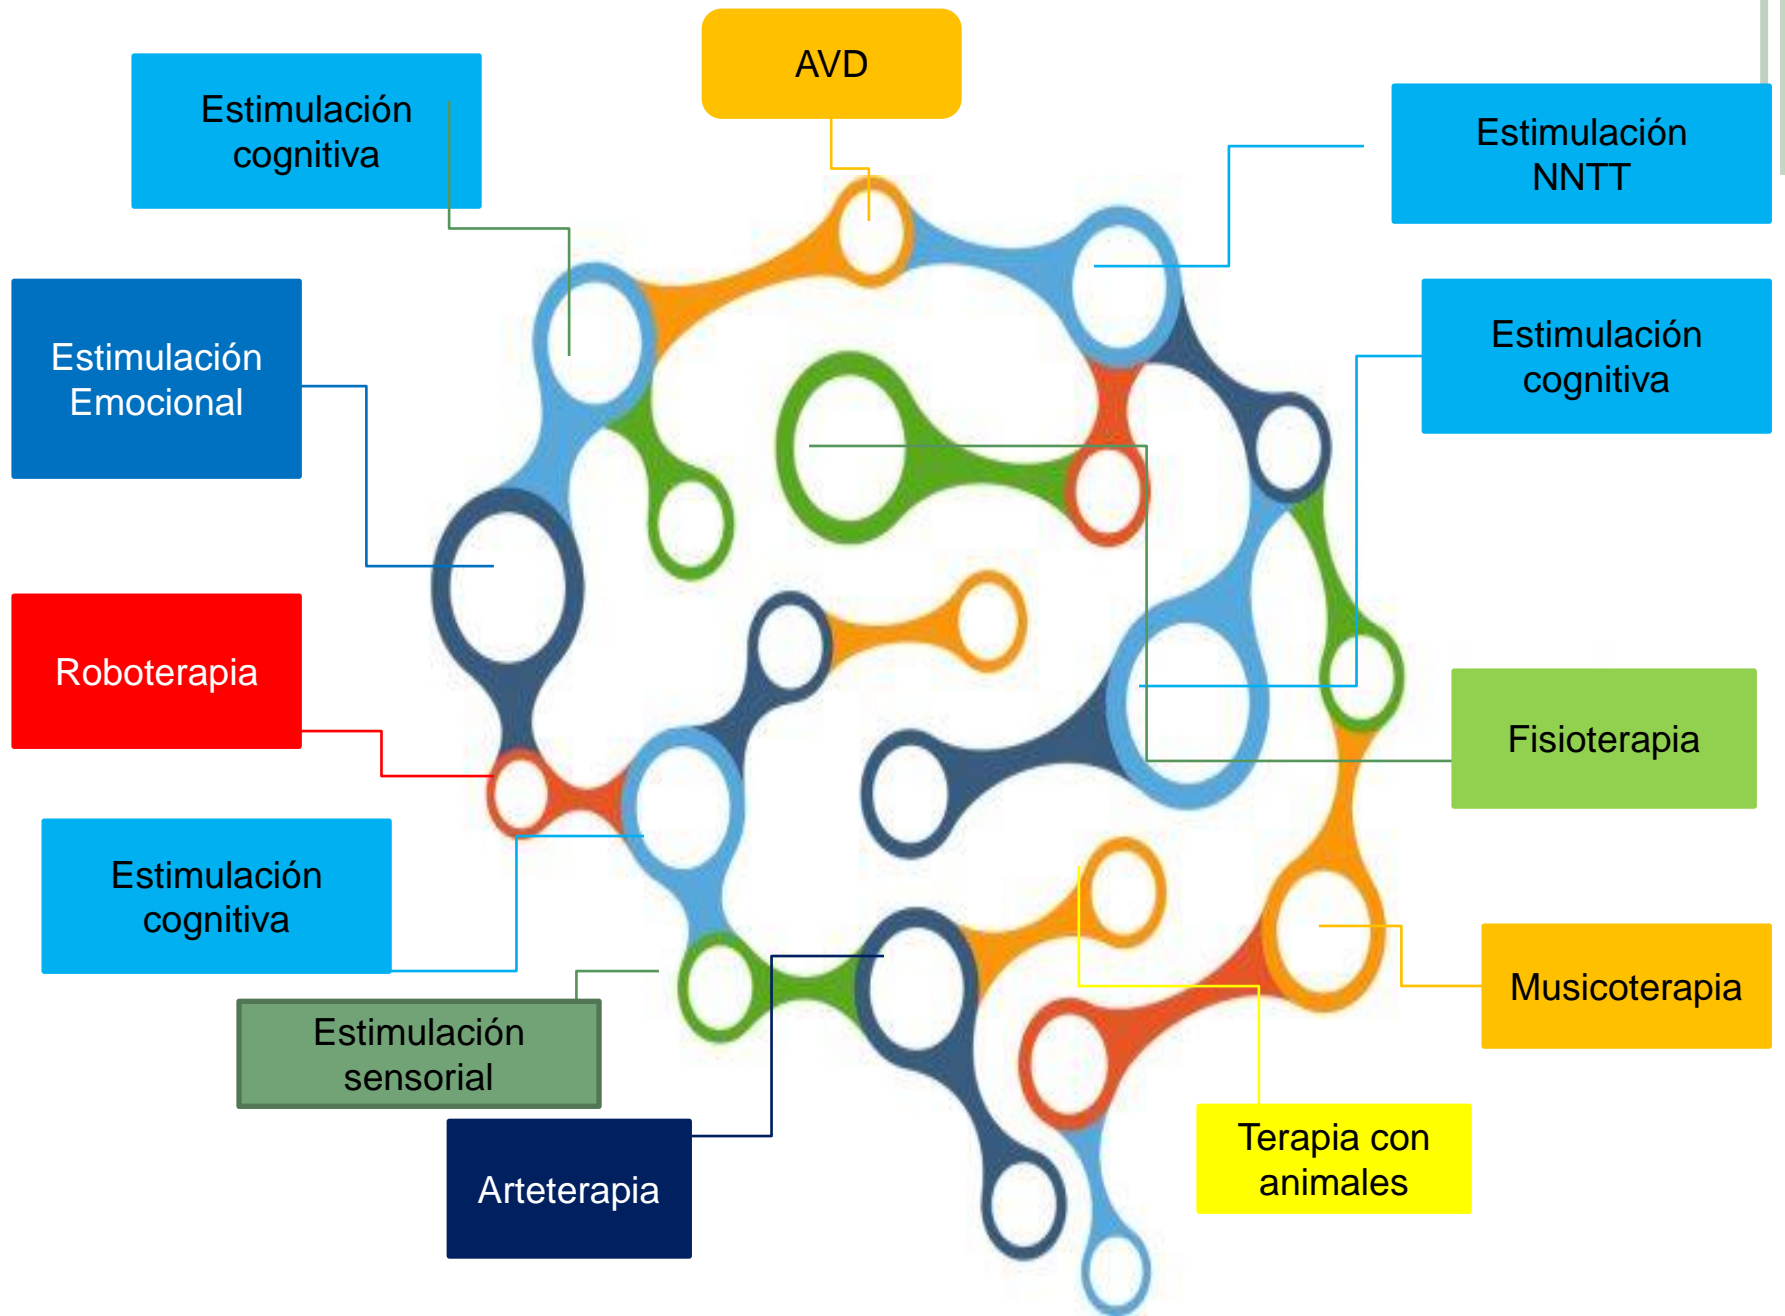 AVD
Estimulación
cognitiva
Estimulación
NNTT
Estimulación
Emocional
Estimulación
cognitiva
Roboterapia
Fisioterapia
Estimulación
cognitiva
Musicoterapia
Estimulación
sensorial
Arteterapia
Terapia con
animales